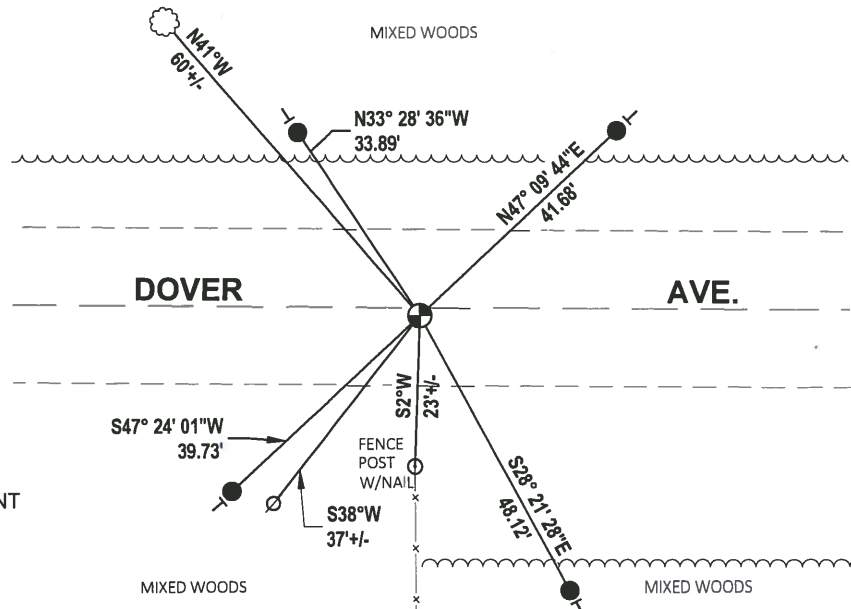 MIXED WOODS
N41°W
60'+/-
N33° 28' 36"W
33.89'
N47° 09' 44"E
41.68'
DOVER
AVE.
S2°W
23'+/-
S47° 24' 01"W
39.73'
FENCE
POST
W/NAIL
S28° 21' 28"E
48.12'
NT
S38°W
37'+/-
MIXED WOODS
MIXED WOODS